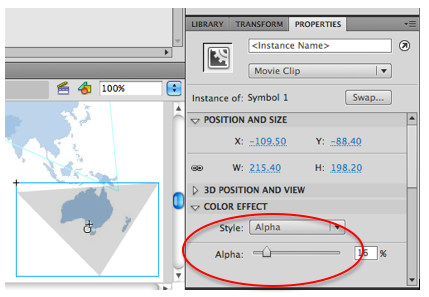 LIBRARY TRANSFORM PROPERTIES
<Instance Name>
Movie Clip
100%
Instance of: Symbol 1 Swap...
POSITION AND SIZE
X: -109.50 Y: -88.40
W: 215.40 H: 198.20
3D POSITION AND VIEW
COLOR EFFECT
Style: Alpha
Alpha: 16 %